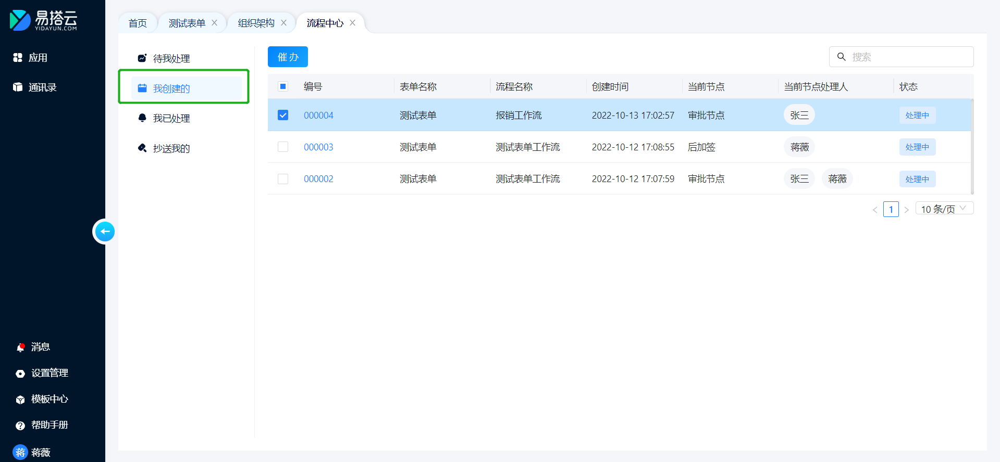 易搭云
YIDAYUN.COM
应用
通讯录
消息
设置管理
模板中心
帮助手册
蒋 蒋薇
首页 测试表单 组织架构 流程中心
待我处理
我创建的
我已处理
抄送我的
催 办 搜索
编号 表单名称 流程名称 创建时间 当前节点 当前节点处理人 状态
000004 测试表单 报销工作流 2022-10-13 17:02:57 审批节点 张三 处理中
000003 测试表单 测试表单工作流 2022-10-12 17:08:55 后加签 蒋薇 处理中
000002 测试表单 测试表单工作流 2022-10-12 17:07:59 审批节点 张三 蒋薇 处理中
< 1 > 10 条/页